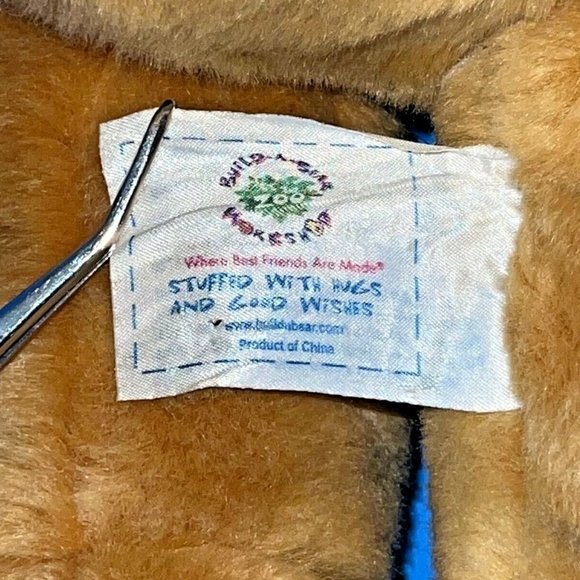 BUILD-A-BEAR
ZOO
WORKSHOP
Where Best Friends Are Made®
STUFFED WITH HUGS
AND GOOD WISHES
www.buildabear.com
Product of China